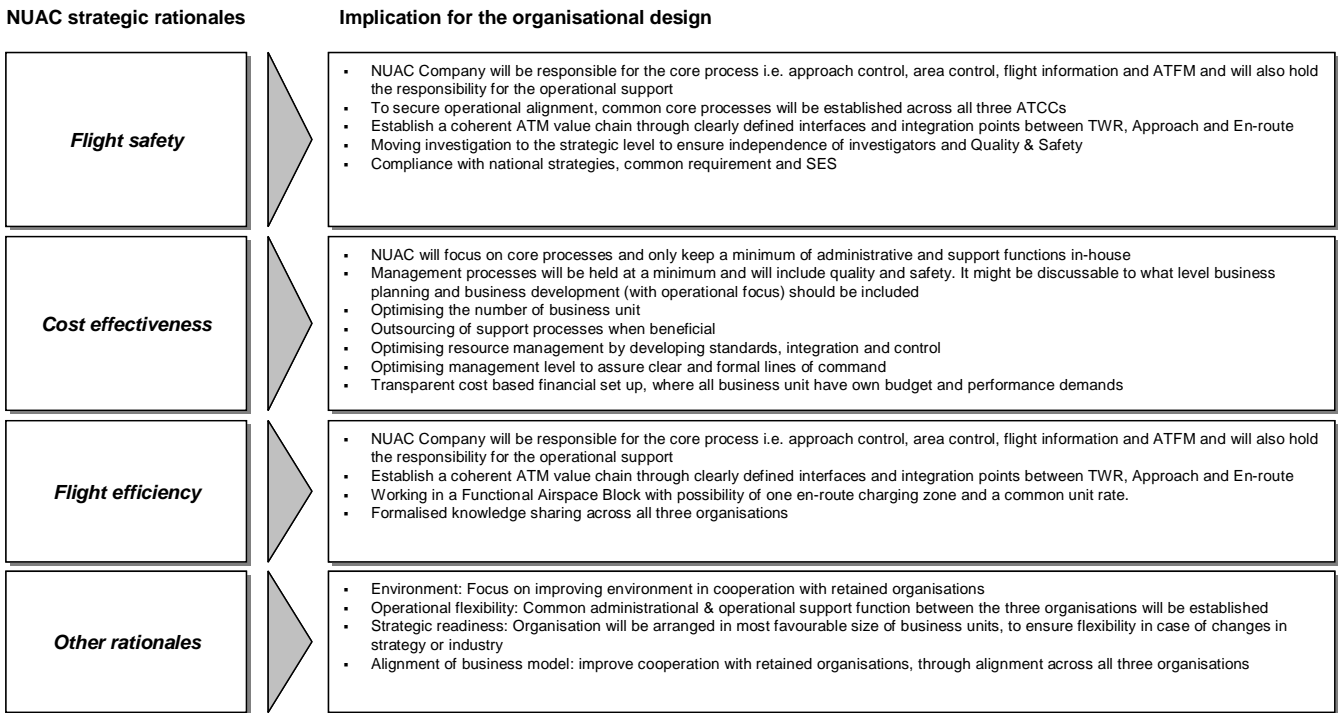 NUAC strategic rationales
Implication for the organisational design
Flight safety
▪ NUAC Company will be responsible for the core process i.e. approach control, area control, flight information and ATFM and will also hold
the responsibility for the operational support
▪ To secure operational alignment, common core processes will be established across all three ATCCs
▪ Establish a coherent ATM value chain through clearly defined interfaces and integration points between TWR, Approach and En-route
▪ Moving investigation to the strategic level to ensure independence of investigators and Quality & Safety
▪ Compliance with national strategies, common requirement and SES
Cost effectiveness
▪ NUAC will focus on core processes and only keep a minimum of administrative and support functions in-house
▪ Management processes will be held at a minimum and will include quality and safety. It might be discussable to what level business
planning and business development (with operational focus) should be included
▪ Optimising the number of business unit
▪ Outsourcing of support processes when beneficial
▪ Optimising resource management by developing standards, integration and control
▪ Optimising management level to assure clear and formal lines of command
▪ Transparent cost based financial set up, where all business unit have own budget and performance demands
Flight efficiency
▪ NUAC Company will be responsible for the core process i.e. approach control, area control, flight information and ATFM and will also hold
the responsibility for the operational support
▪ Establish a coherent ATM value chain through clearly defined interfaces and integration points between TWR, Approach and En-route
▪ Working in a Functional Airspace Block with possibility of one en-route charging zone and a common unit rate.
▪ Formalised knowledge sharing across all three organisations
Other rationales
▪ Environment: Focus on improving environment in cooperation with retained organisations
▪ Operational flexibility: Common administrational & operational support function between the three organisations will be established
▪ Strategic readiness: Organisation will be arranged in most favourable size of business units, to ensure flexibility in case of changes in
strategy or industry
▪ Alignment of business model: improve cooperation with retained organisations, through alignment across all three organisations